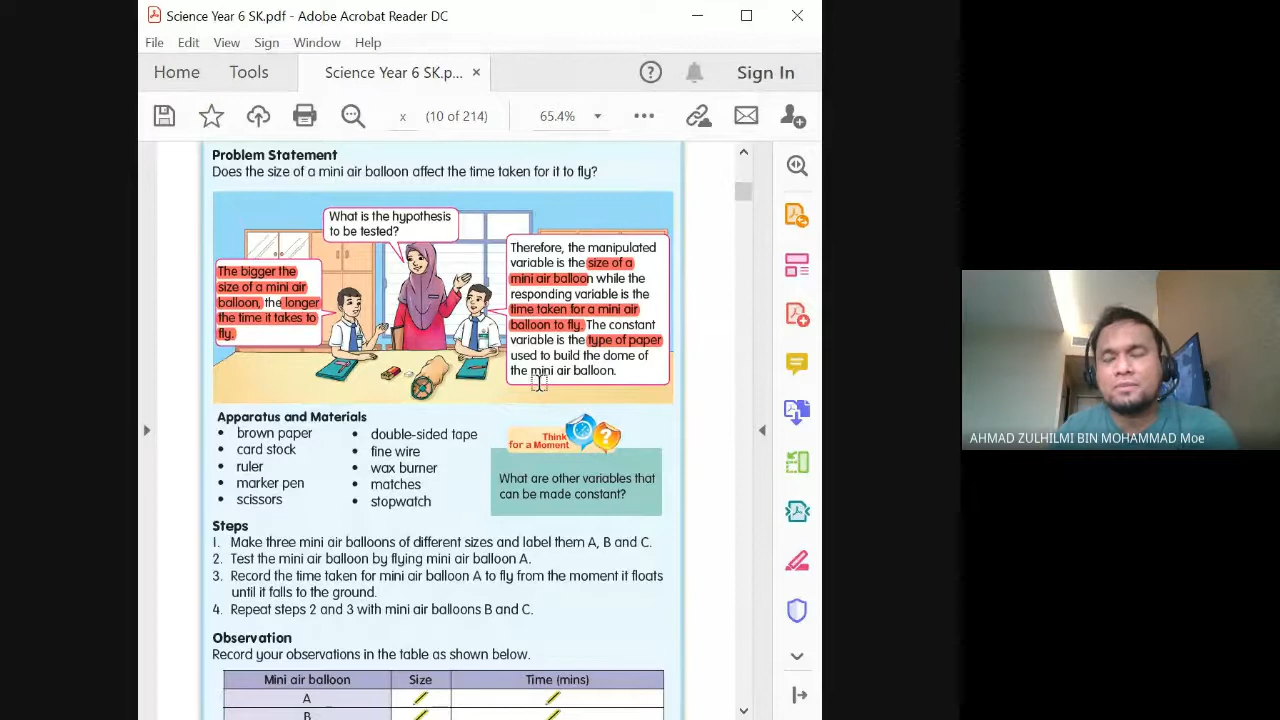 Science Year 6 SK.pdf - Adobe Acrobat Reader DC
File Edit View Sign Window Help
Home Tools Science Year 6 SK.p... × Sign In
x (10 of 214) 65.4%
Problem Statement
Does the size of a mini air balloon affect the time taken for it to fly?
What is the hypothesis
to be tested?
The bigger the
size of a mini air
balloon, the longer
the time it takes to
fly.
Therefore, the manipulated
variable is the size of a
mini air balloon while the
responding variable is the
time taken for a mini air
balloon to fly. The constant
variable is the type of paper
used to build the dome of
the mini air balloon.
Apparatus and Materials
• brown paper
• card stock
• ruler
• marker pen
• scissors
• double-sided tape
• fine wire
• wax burner
• matches
• stopwatch
Think
for a Moment
What are other variables that
can be made constant?
Steps
1. Make three mini air balloons of different sizes and label them A, B and C.
2. Test the mini air balloon by flying mini air balloon A.
3. Record the time taken for mini air balloon A to fly from the moment it floats
until it falls to the ground.
4. Repeat steps 2 and 3 with mini air balloons B and C.
Observation
Record your observations in the table as shown below.
Mini air balloon Size Time (mins)
A
B
AHMAD ZULHILMI BIN MOHAMMAD Moe